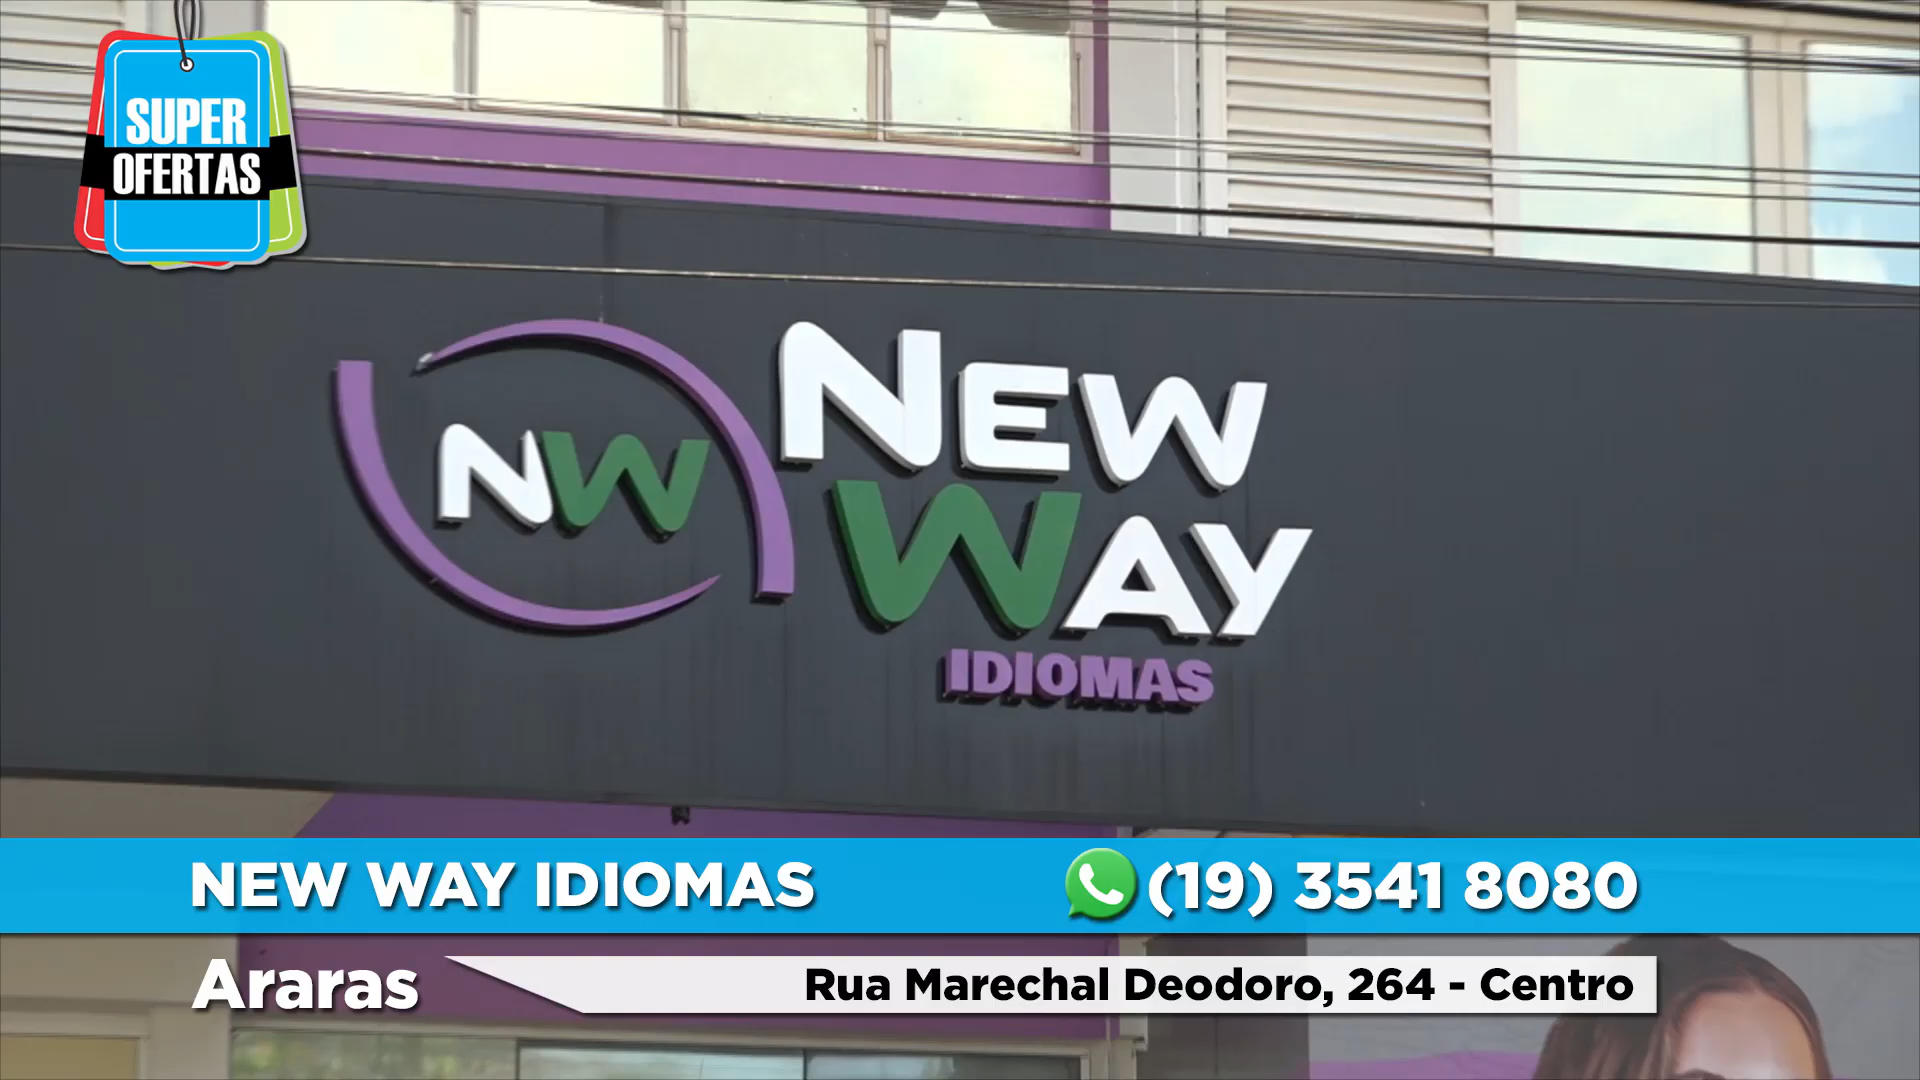 SUPER
OFERTAS
NW
NEW
WAY
IDIOMAS
NEW WAY IDIOMAS
(19) 3541 8080
Araras
Rua Marechal Deodoro, 264 - Centro